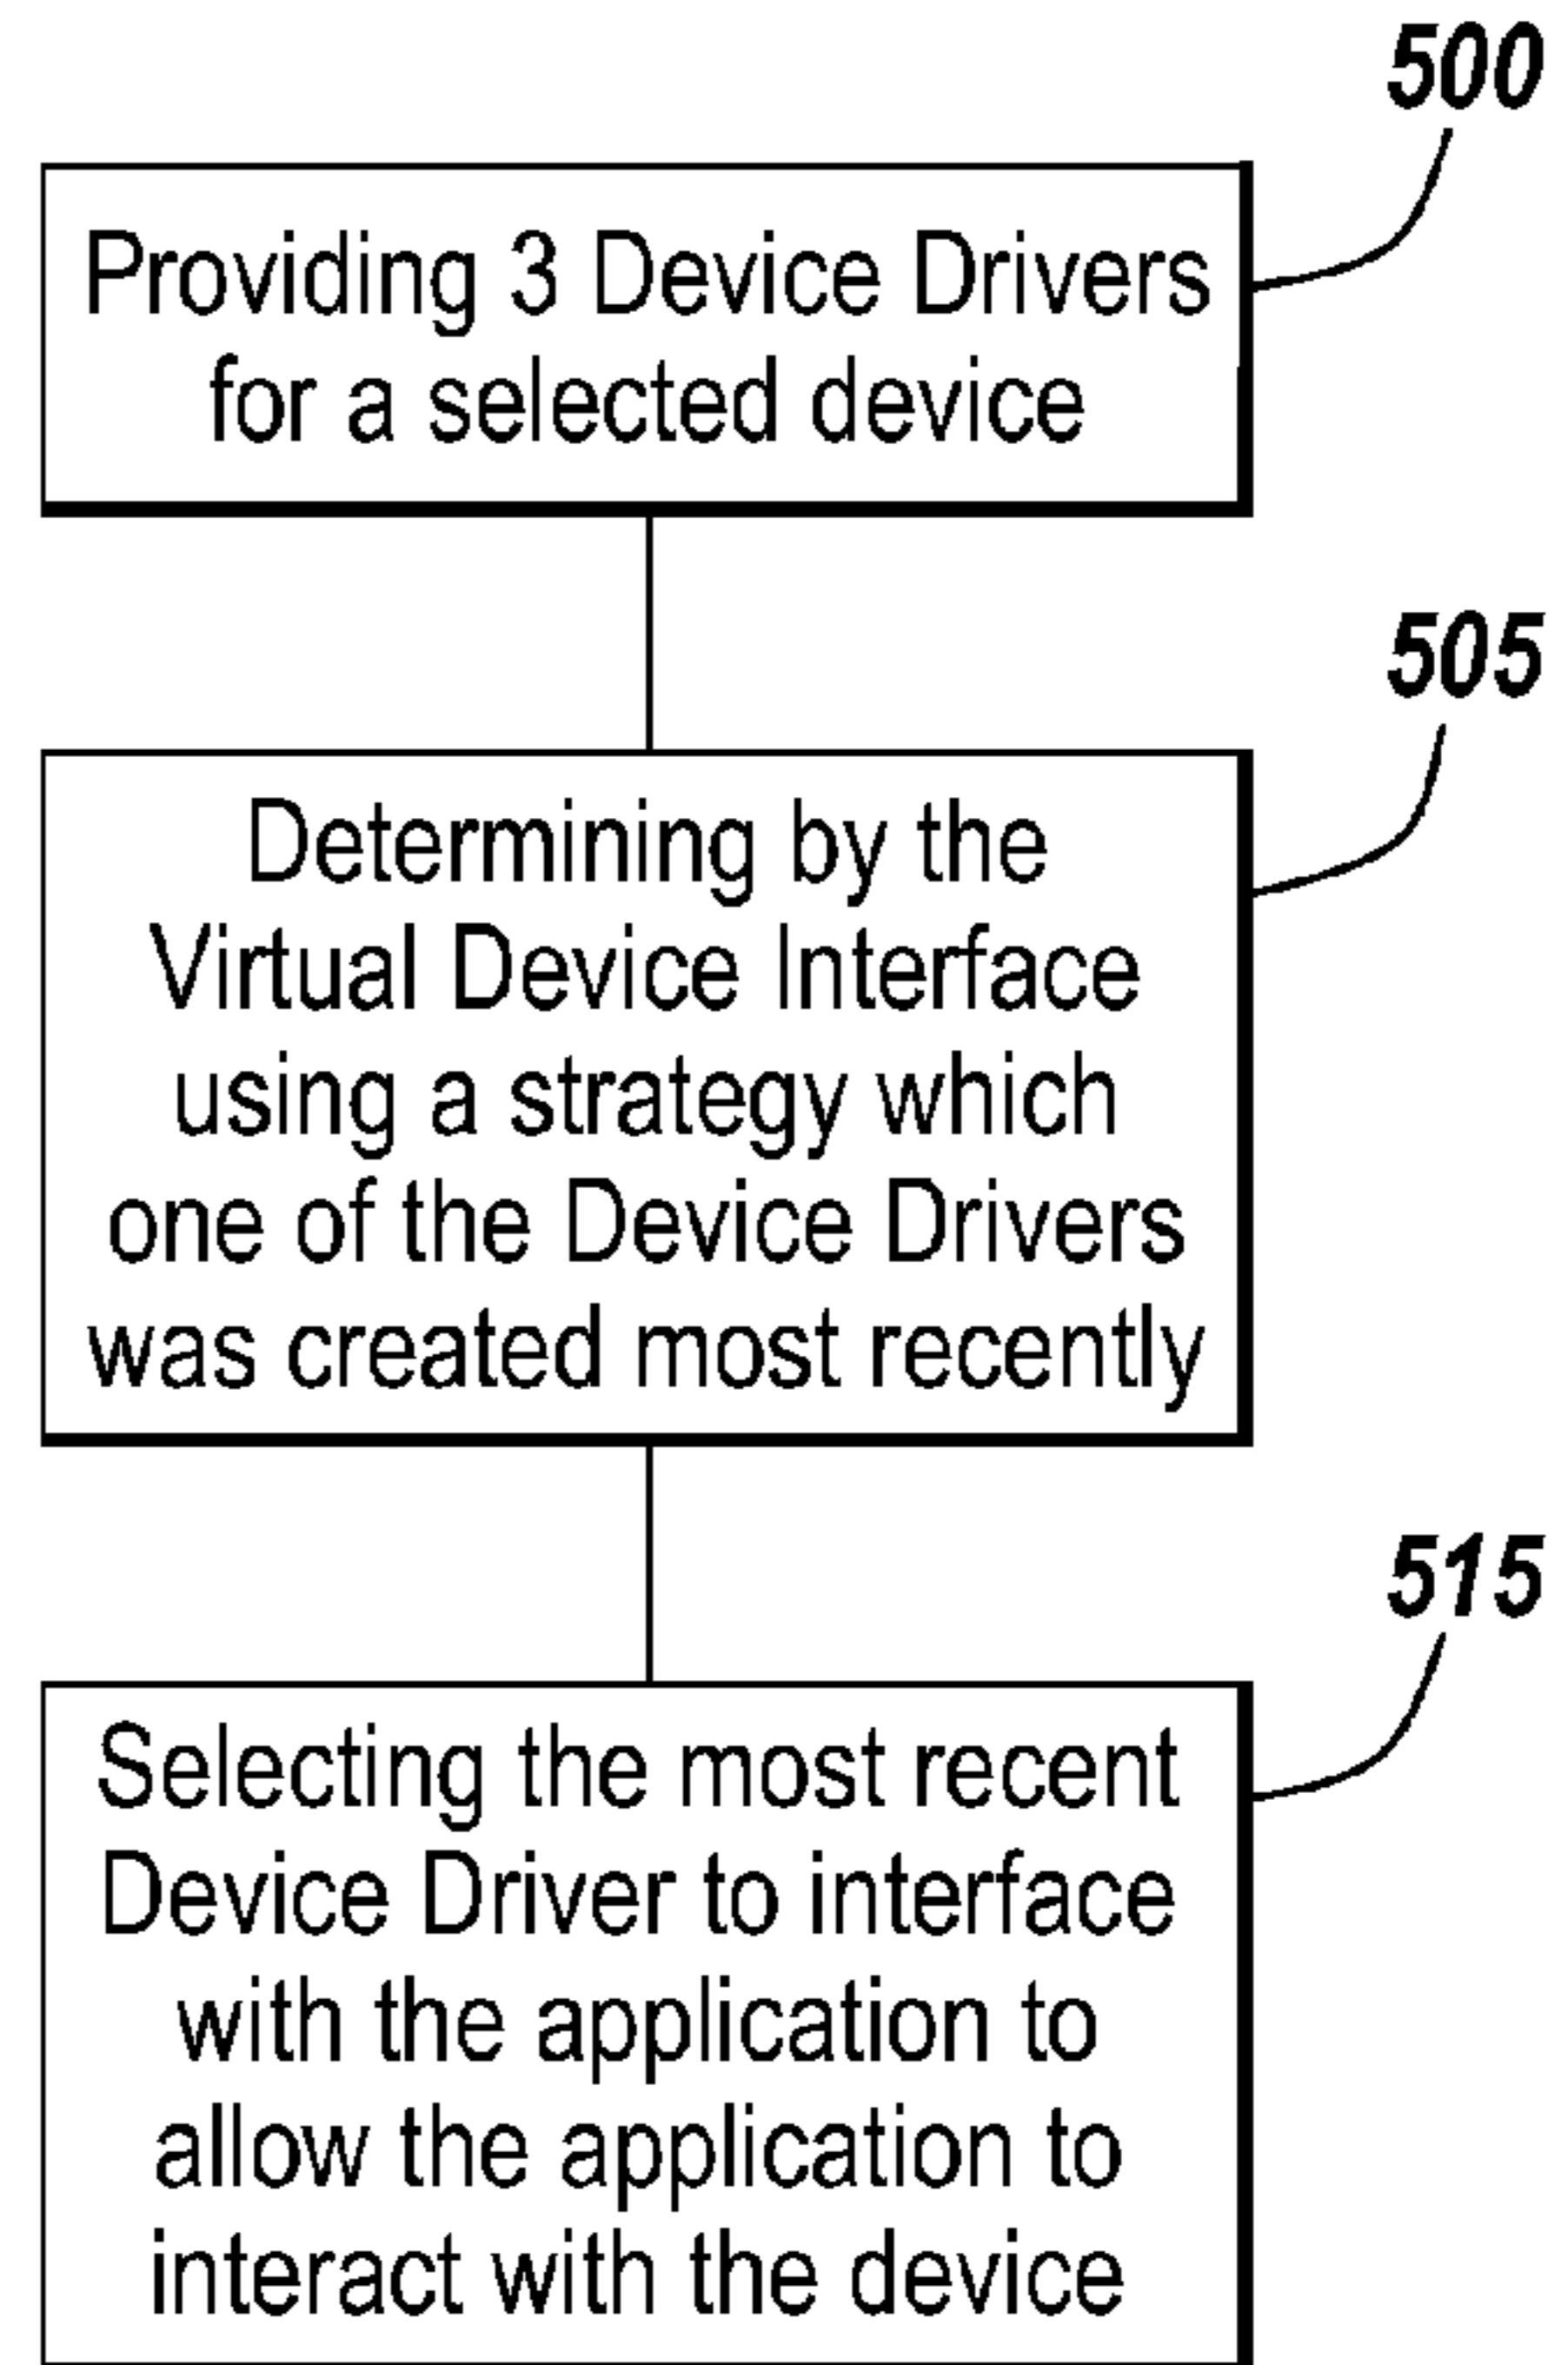 500
Providing 3 Device Drivers
for a selected device
505
Determining by the
Virtual Device Interface
using a strategy which
one of the Device Drivers
was created most recently
515
Selecting the most recent
Device Driver to interface
with the application to
allow the application to
interact with the device